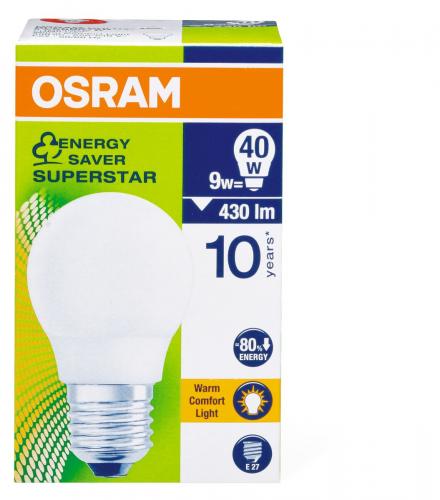 OSRAM
ENERGY
SAVER
SUPERSTAR
40
W
9W=
430 lm
10 years*
-80%
ENERGY
Warm
Comfort
Light
E 27